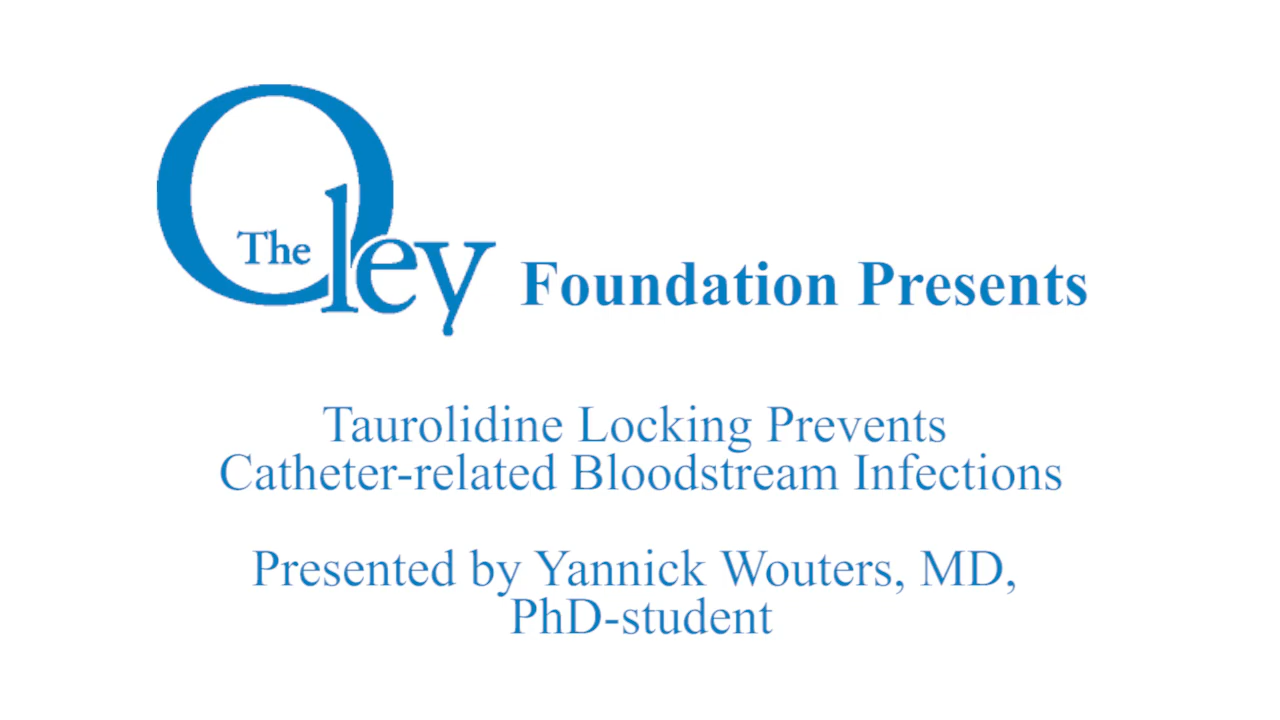 The Oley Foundation Presents
Taurolidine Locking Prevents
Catheter-related Bloodstream Infections
Presented by Yannick Wouters, MD,
PhD-student